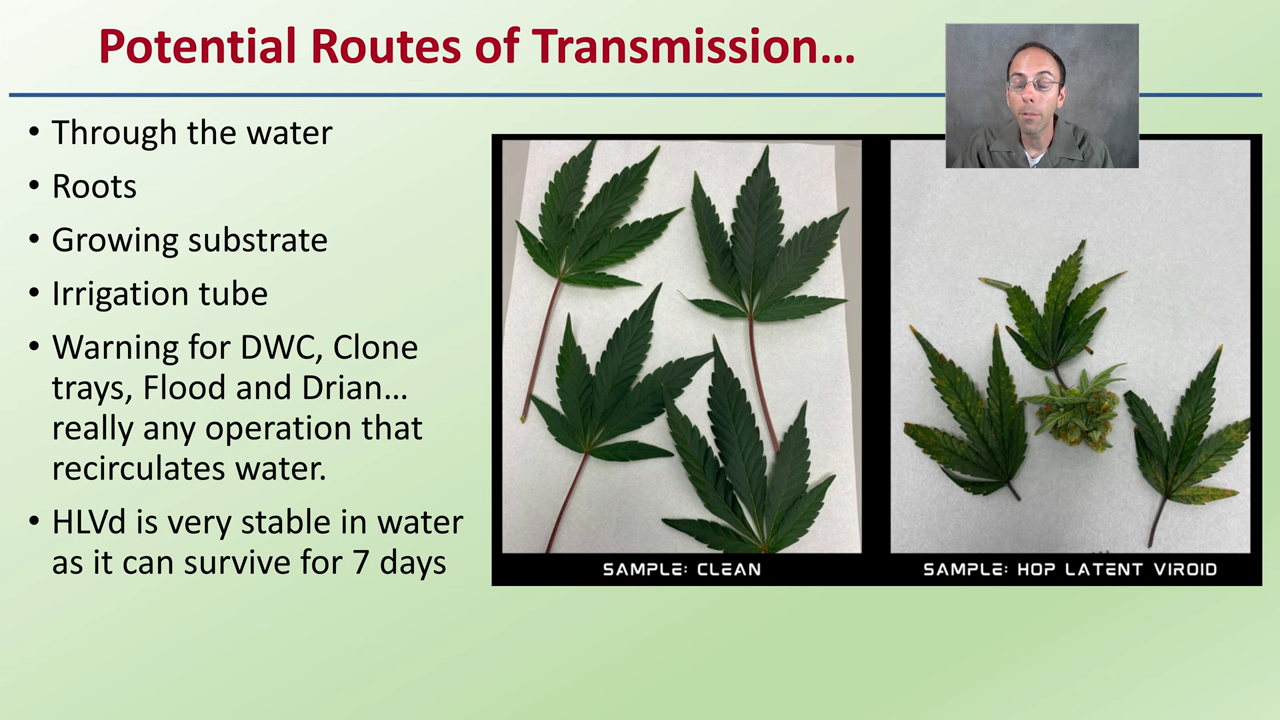 Potential Routes of Transmission…
• Through the water
• Roots
• Growing substrate
• Irrigation tube
• Warning for DWC, Clone
trays, Flood and Drian…
really any operation that
recirculates water.
• HLVd is very stable in water
as it can survive for 7 days
SAMPLE: CLEAN
SAMPLE: HOP LATENT VIROID